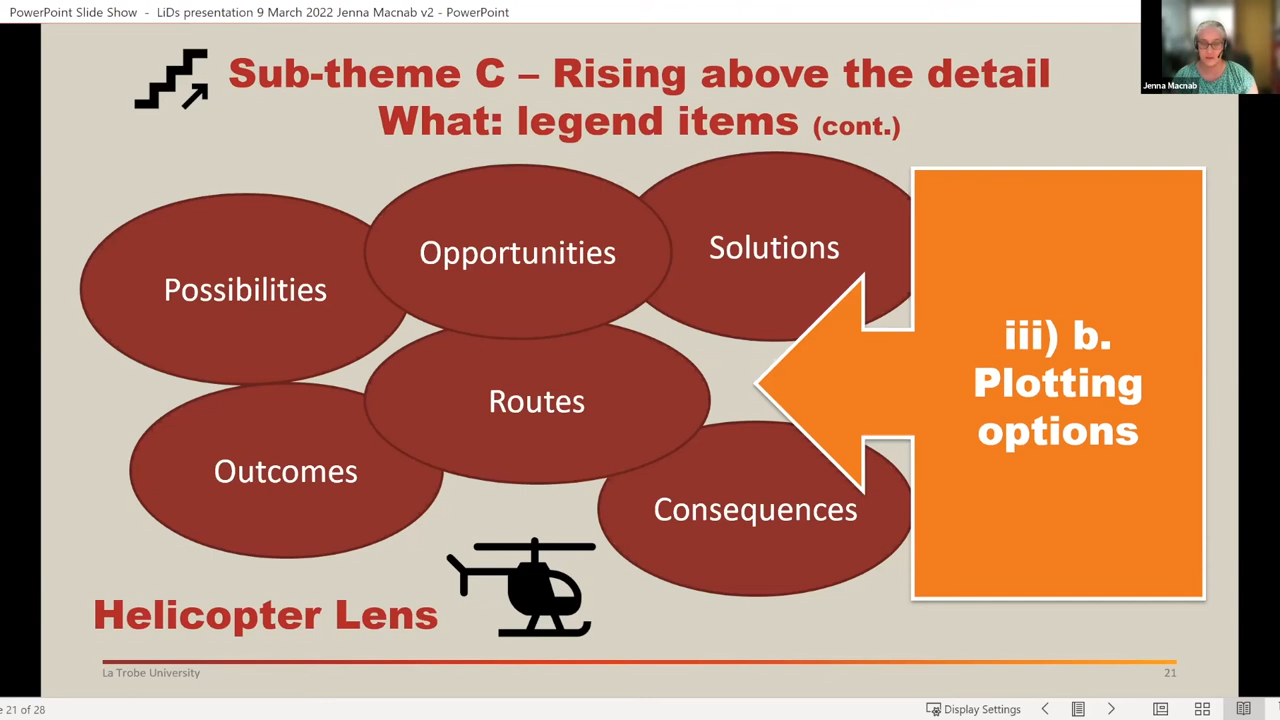 PowerPoint Slide Show - LiDs presentation 9 March 2022 Jenna Macnab v2 - PowerPoint
Sub-theme C – Rising above the detail
What: legend items (cont.)
Jenna Macnab
Possibilities
Opportunities
Solutions
Routes
Outcomes
Consequences
iii) b.
Plotting
options
Helicopter Lens
La Trobe University
21
21 of 28
Display Settings